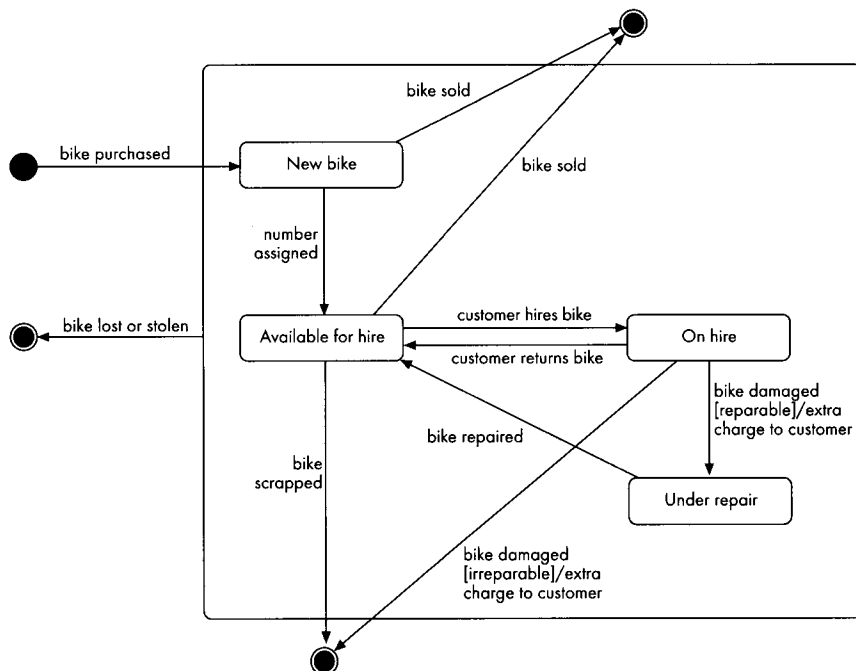 bike sold
bike purchased
New bike
bike sold
number
assigned
bike lost or stolen
Available for hire
customer hires bike
On hire
customer returns bike
bike damaged
[reparable]/extra
charge to customer
bike repaired
bike
scrapped
Under repair
bike damaged
[irreparable]/extra
charge to customer